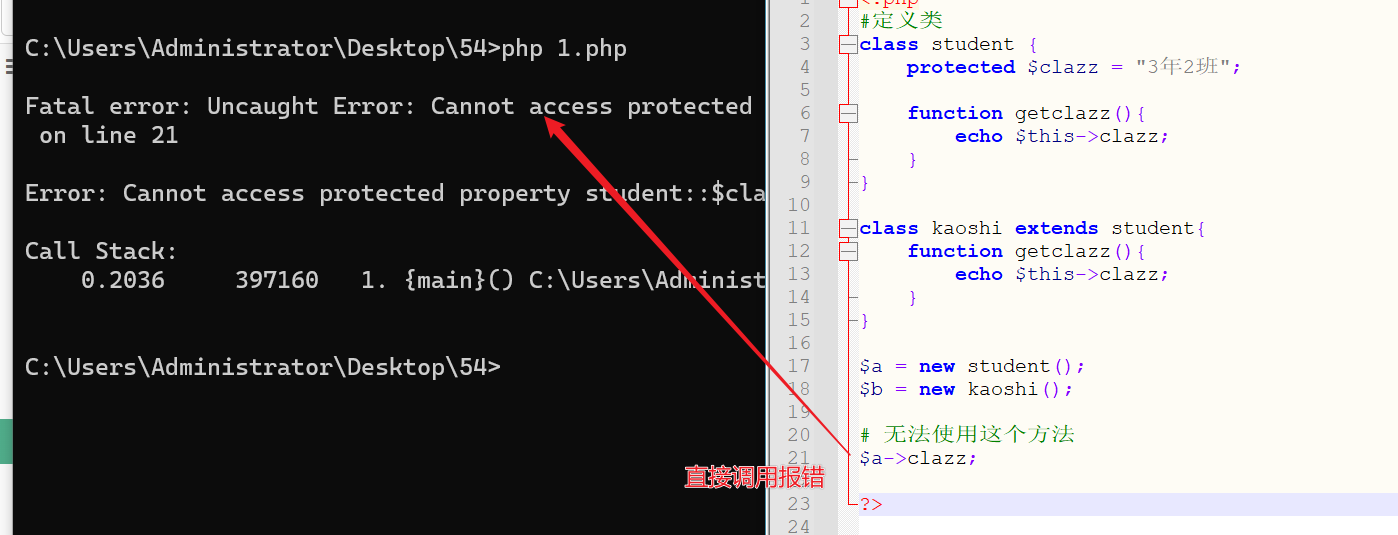 C:\Users\Administrator\Desktop\54>php 1.php
Fatal error: Uncaught Error: Cannot access protected
on line 21
Error: Cannot access protected property student::$cla
Call Stack:
0.2036 397160 1. {main}() C:\Users\Administ
C:\Users\Administrator\Desktop\54>
直接调用报错
1 <?php
2 #定义类
3 class student {
4 protected $clazz = "3年2班";
5
6 function getclazz(){
7 echo $this->clazz;
8 }
9 }
10
11 class kaoshi extends student{
12 function getclazz(){
13 echo $this->clazz;
14 }
15 }
16
17 $a = new student();
18 $b = new kaoshi();
19
20 # 无法使用这个方法
21 $a->clazz;
23 ?>
24